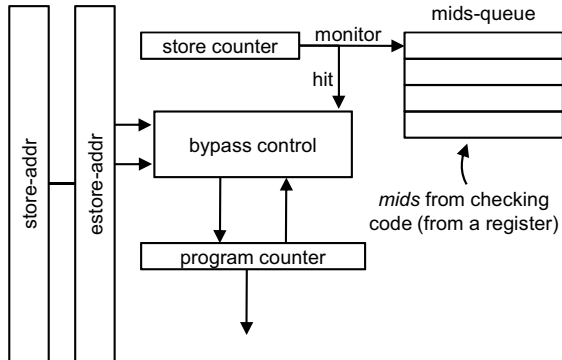 mids-queue
store counter
monitor
hit
bypass control
store-addr
estore-addr
mids from checking
code (from a register)
program counter